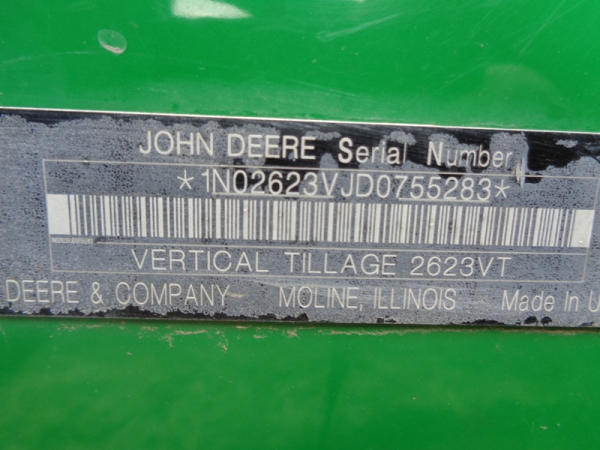 JOHN DEERE Serial Number
*1N02623VJD0755283*
VERTICAL TILLAGE 2623VT
DEERE & COMPANY MOLINE, ILLINOIS Made In U